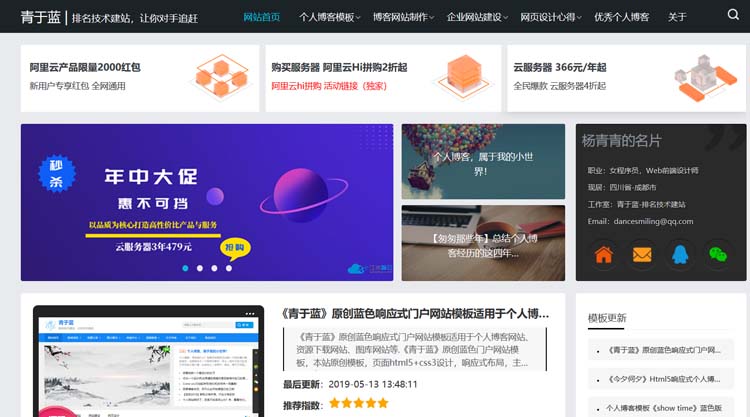 青于蓝 | 排名技术建站，让你对手追赶
网站首页 个人博客模板 博客网站制作 企业网站建设 网页设计心得 优秀个人博客 关于
阿里云产品限量2000红包
新用户专享红包 全网通用
购买服务器 阿里云Hi拼购2折起
阿里云hi拼购 活动链接（独家）
云服务器 366元/年起
全民爆款 云服务器4折起
秒杀
年中大促
惠不可挡
以品质为核心打造高性价比产品与服务
云服务器3年479元
抢购
个人博客，属于我的小世
界！
【匆匆那些年】总结个人博
客经历的这四年...
杨青青的名片
职业：女程序员，Web前端设计师
现居：四川省-成都市
工作室：青于蓝-排名技术建站
Email：dancesmiling@qq.com
青于蓝
《青于蓝》原创蓝色响应式门户网站模板适用于个人博...
《青于蓝》原创蓝色响应式门户网站模板适用于个人博客网站、
资源下载网站、图库网站等.《青于蓝》原创蓝色响应式门户网站模
板，本站原创模板，页面html5+css3设计，响应式布局，主...
最后更新：2019-05-13 13:48:11
推荐指数：
模板更新
《青于蓝》原创蓝色响应式门户网...
《今夕何夕》Html5响应式个人博...
个人博客模板《show time》蓝色版